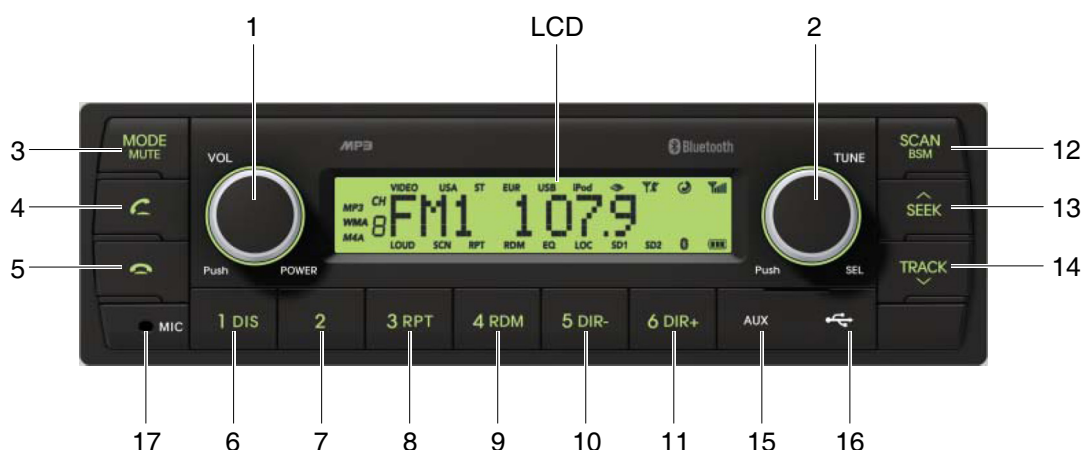 1 LCD 2
3 MODE MUTE VOL MP3 Bluetooth TUNE SCAN BSM 12
VIDEO USA ST EUR USB iPod
4 MP3 WMA M4A CH 8 FM1 107.9 SEEK 13
LOUD SCN RPT RDM EQ LOC SD1 SD2
5 Push POWER Push SEL TRACK 14
MIC 1 DIS 2 3 RPT 4 RDM 5 DIR- 6 DIR+ AUX
17 6 7 8 9 10 11 15 16